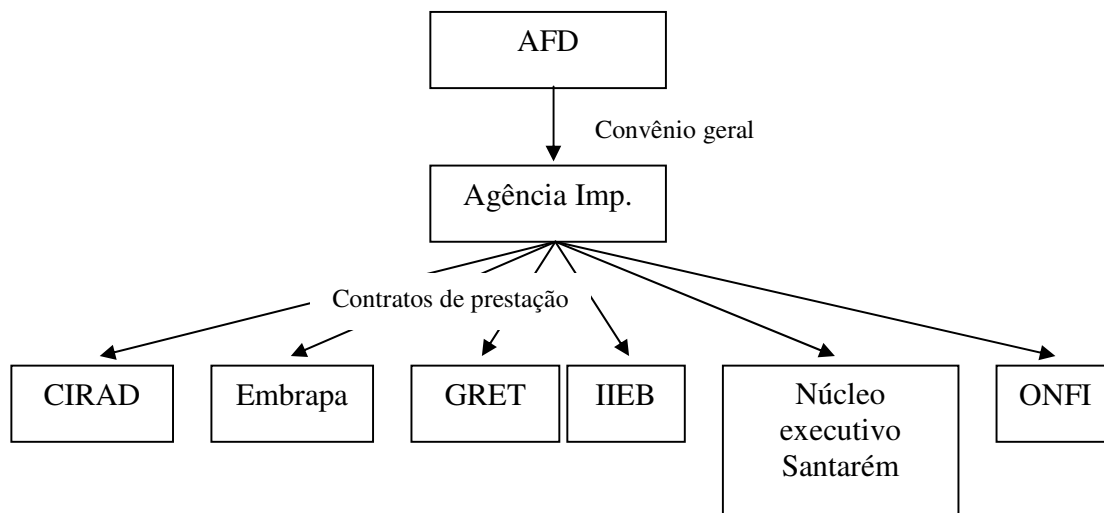 AFD
Convênio geral
Agência Imp.
Contratos de prestação
CIRAD
Embrapa
GRET
IIEB
Núcleo
executivo
Santarém
ONFI